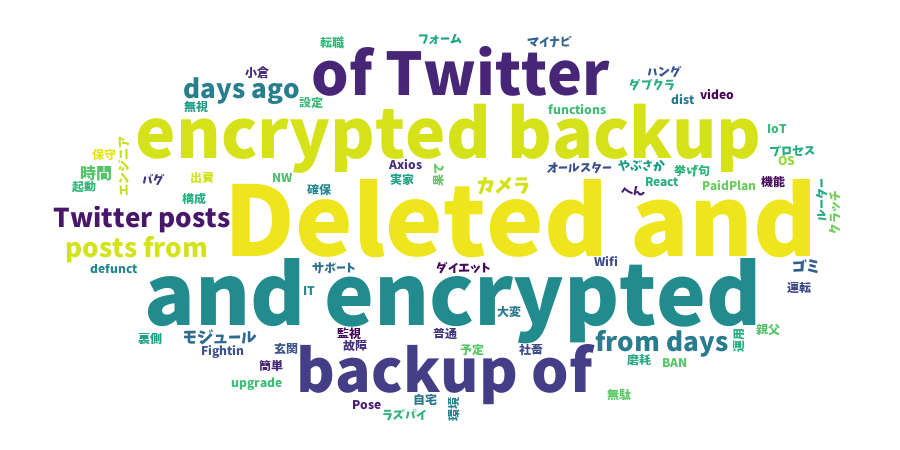 転職
フォーム
マイナビ
of Twitter
小倉
ハング
days ago
ダブクラ
video
無視
設定
dist
functions
encrypted backup
IoT
エンジニア
保守
プロセス
OS
Axios
オールスター
やぶさか
挙げ句
時間
バグ
出費
NW
実家
果て
カメラ
React
PaidPlan
機能
起動
確保
へん
ルーター
クラッチ
構成
Twitter posts
Deleted and
posts from
defunct
サポート
ダイエット
Wifi
ゴミ
and encrypted
IT
運転
大変
裏側
モジュール
監視
普通
from days
運用
親父
Fightin
玄関
故障
予定
社畜
簡単
backup of
磨耗
BAN
upgrade
無駄
Pose
自宅
環境
ラズパイ